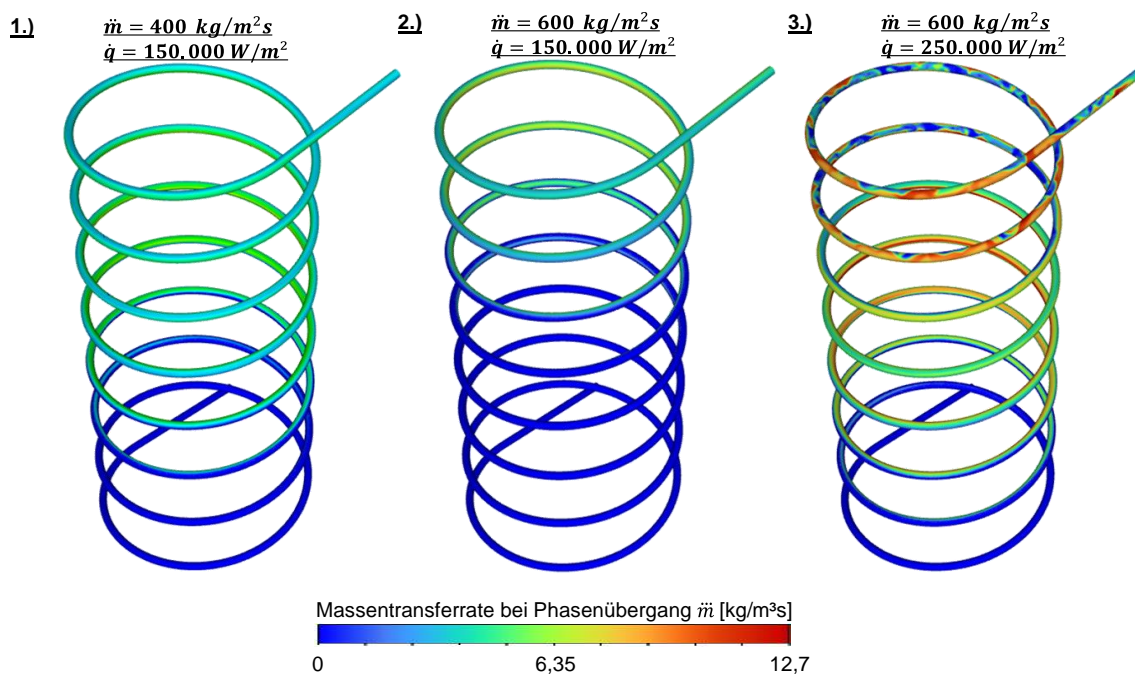 1.)
m̈ = 400 kg/m²s
q̇ = 150.000 W/m²
2.)
m̈ = 600 kg/m²s
q̇ = 150.000 W/m²
3.)
m̈ = 600 kg/m²s
q̇ = 250.000 W/m²
Massentransferrate bei Phasenübergang m̈ [kg/m³s]
0 6,35 12,7